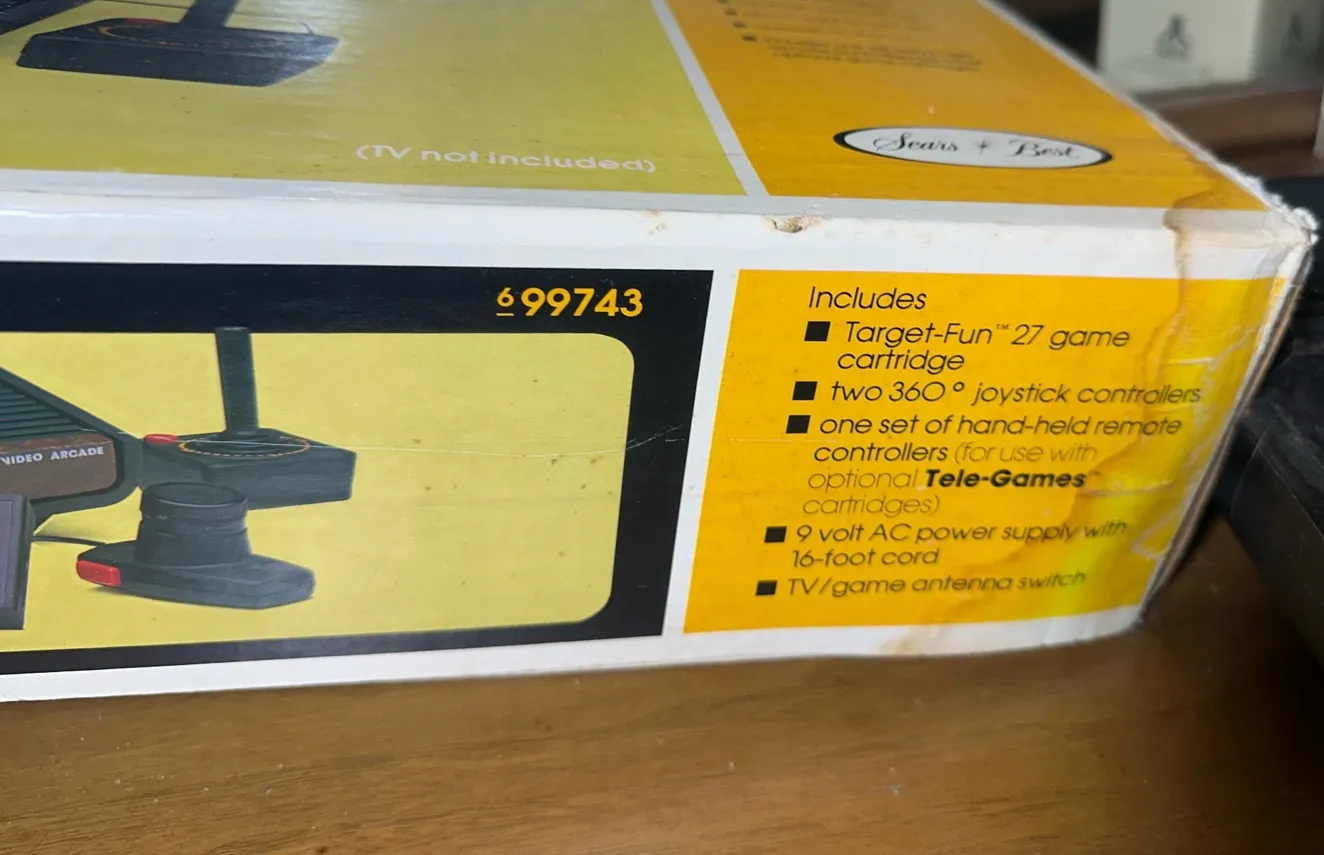 (TV not included)
Sears * Best
6 99743
VIDEO ARCADE
Includes
■ Target-Fun™ 27 game
cartridge
■ two 360° joystick controllers
■ one set of hand-held remote
controllers (for use with
optional Tele-Games™
cartridges)
■ 9 volt AC power supply with
16-foot cord
■ TV/game antenna switch